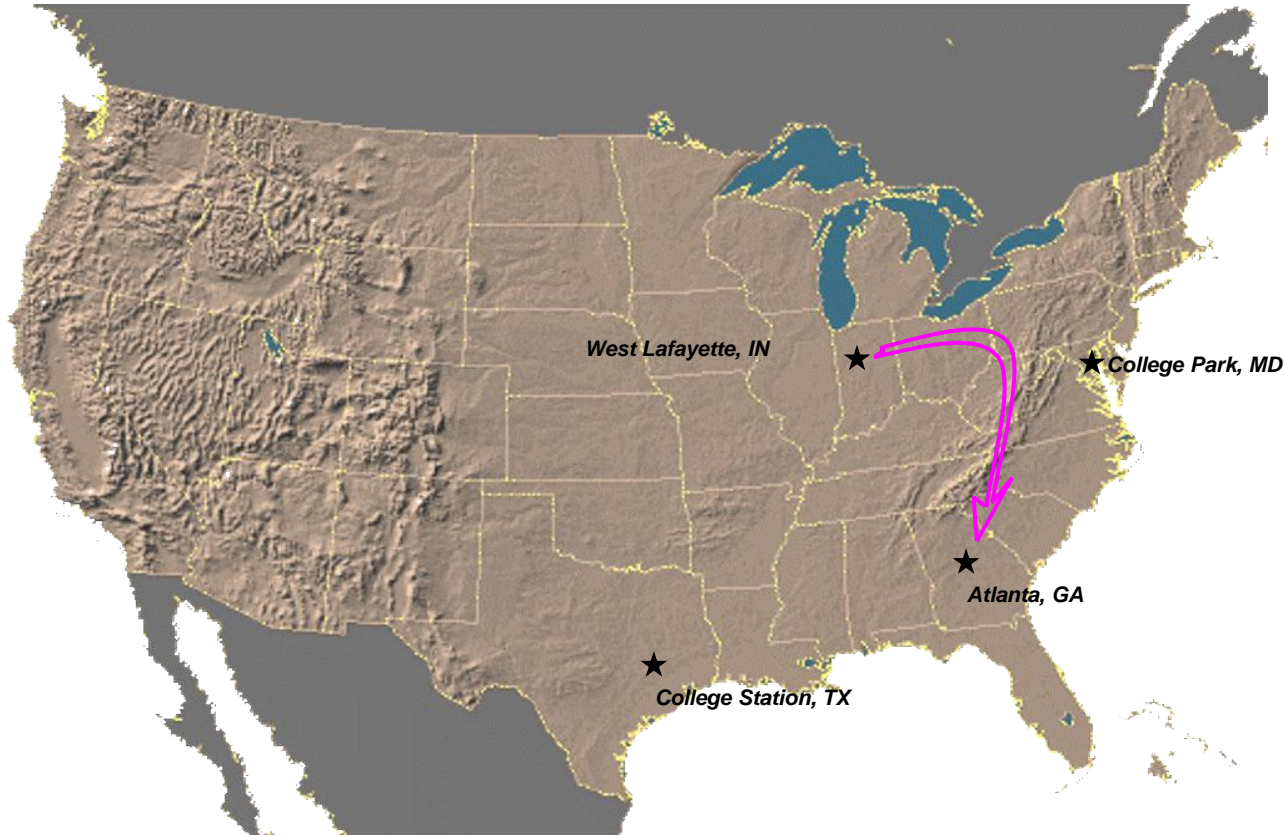 West Lafayette, IN
College Park, MD
Atlanta, GA
College Station, TX